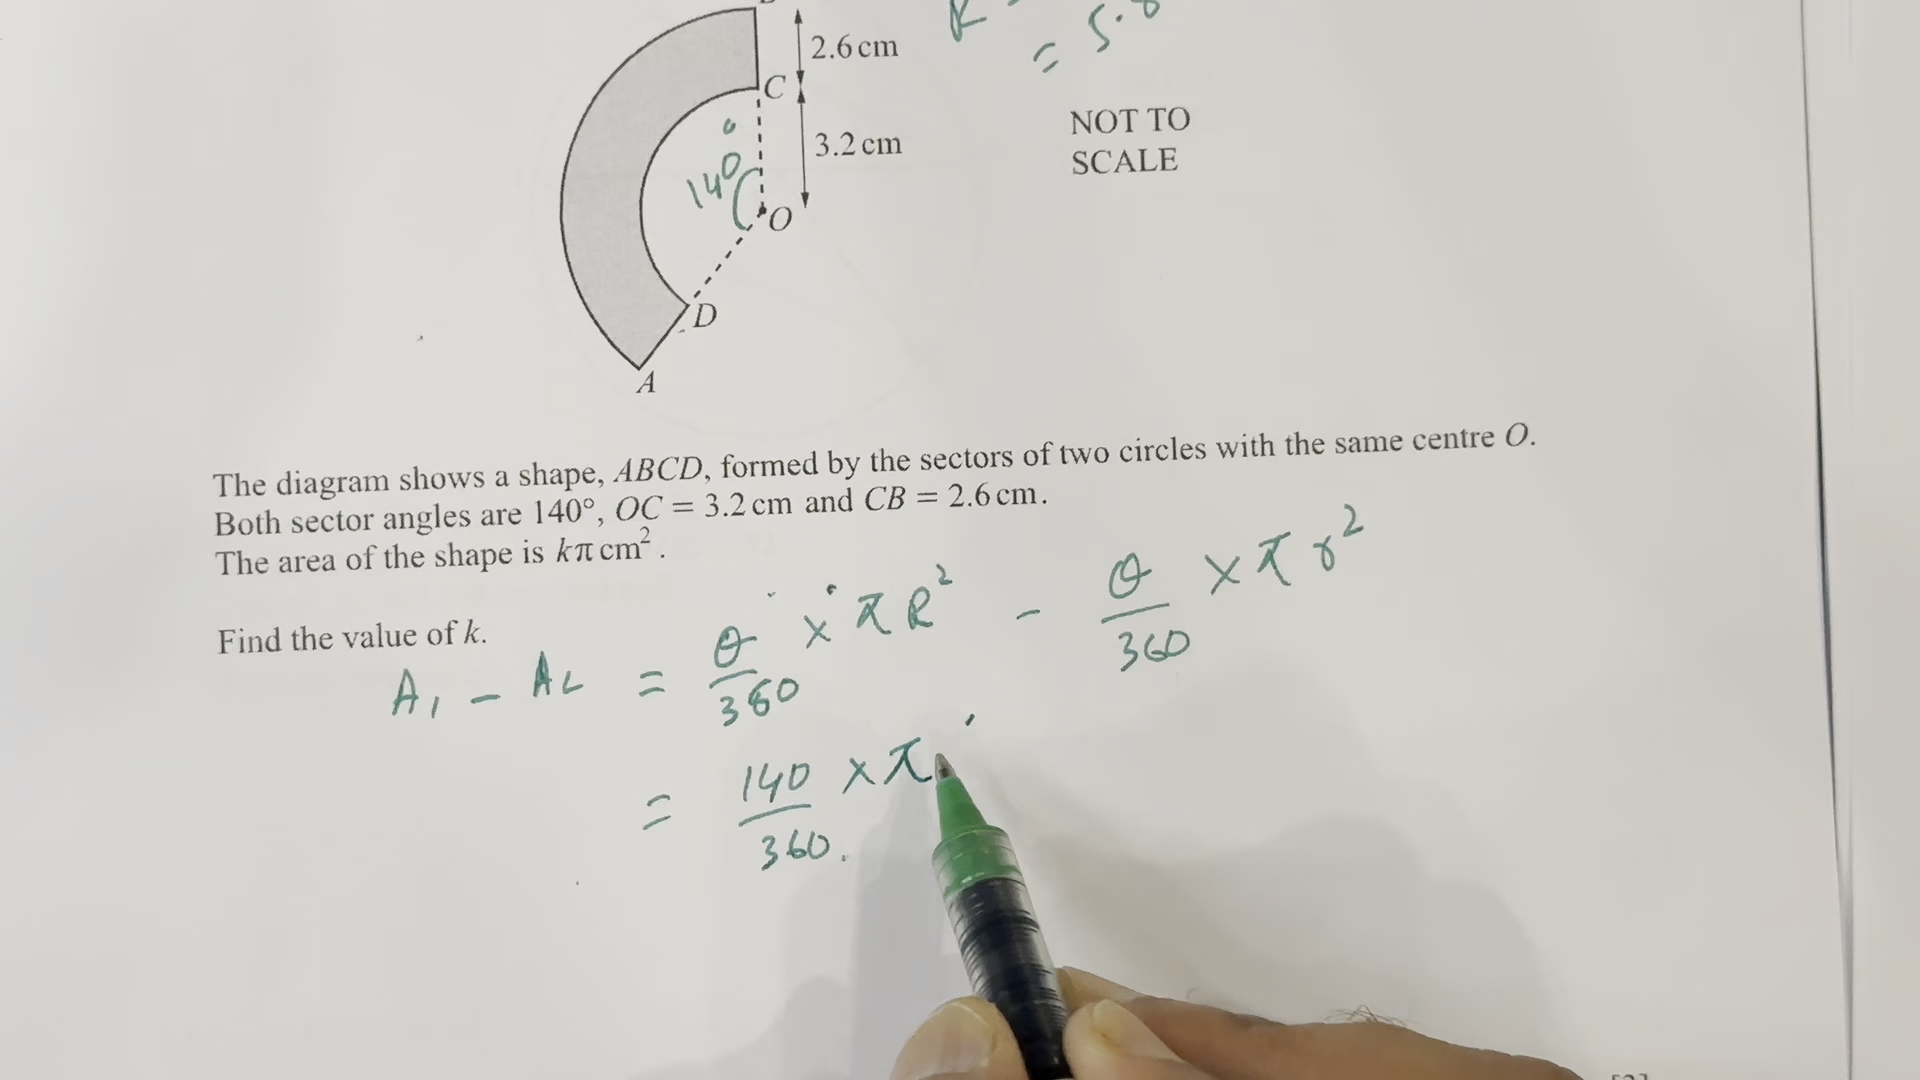 2.6 cm
= 5.8
C
3.2 cm
NOT TO
SCALE
140°
O
D
A
The diagram shows a shape, ABCD, formed by the sectors of two circles with the same centre O.
Both sector angles are 140°, OC = 3.2 cm and CB = 2.6 cm.
The area of the shape is kπ cm².
Find the value of k.
A₁ - A₂ = θ/360 × πR² - θ/360 × πr²
= 140/360 × π